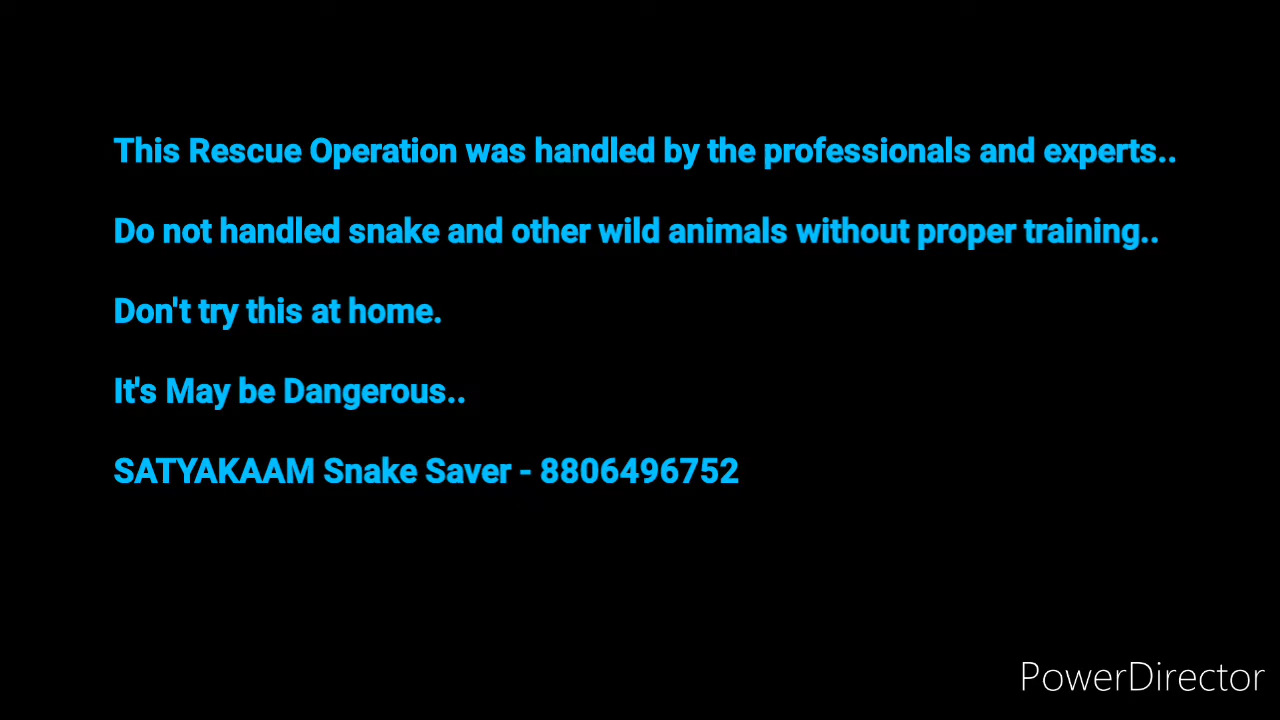 This Rescue Operation was handled by the professionals and experts..
Do not handled snake and other wild animals without proper training..
Don't try this at home.
It's May be Dangerous..
SATYAKAAM Snake Saver - 8806496752
PowerDirector